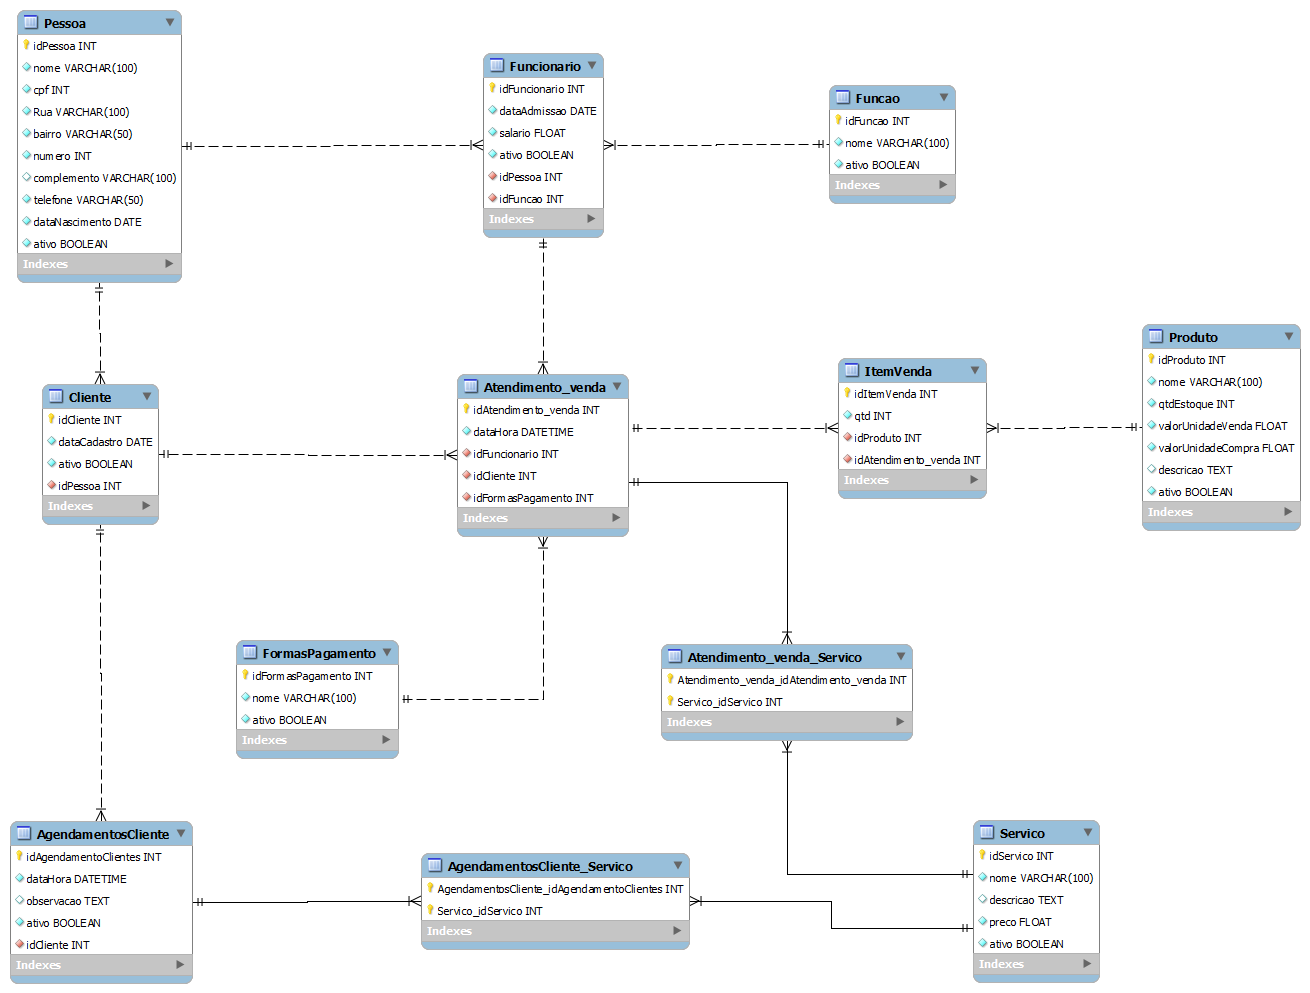 Pessoa
idPessoa INT
nome VARCHAR(100)
cpf INT
Rua VARCHAR(100)
bairro VARCHAR(50)
numero INT
complemento VARCHAR(100)
telefone VARCHAR(50)
dataNascimento DATE
ativo BOOLEAN
Indexes
Funcionario
idFuncionario INT
dataAdmissao DATE
salario FLOAT
ativo BOOLEAN
idPessoa INT
idFuncao INT
Indexes
Funcao
idFuncao INT
nome VARCHAR(100)
ativo BOOLEAN
Indexes
Cliente
idCliente INT
dataCadastro DATE
ativo BOOLEAN
idPessoa INT
Indexes
Atendimento_venda
idAtendimento_venda INT
dataHora DATETIME
idFuncionario INT
idCliente INT
idFormasPagamento INT
Indexes
ItemVenda
idItemVenda INT
qtd INT
idProduto INT
idAtendimento_venda INT
Indexes
Produto
idProduto INT
nome VARCHAR(100)
qtdEstoque INT
valorUnidadeVenda FLOAT
valorUnidadeCompra FLOAT
descricao TEXT
ativo BOOLEAN
Indexes
FormasPagamento
idFormasPagamento INT
nome VARCHAR(100)
ativo BOOLEAN
Indexes
Atendimento_venda_Servico
Atendimento_venda_idAtendimento_venda INT
Servico_idServico INT
Indexes
AgendamentosCliente
idAgendamentoClientes INT
dataHora DATETIME
observacao TEXT
ativo BOOLEAN
idCliente INT
Indexes
AgendamentosCliente_Servico
AgendamentosCliente_idAgendamentoClientes INT
Servico_idServico INT
Indexes
Servico
idServico INT
nome VARCHAR(100)
descricao TEXT
preco FLOAT
ativo BOOLEAN
Indexes